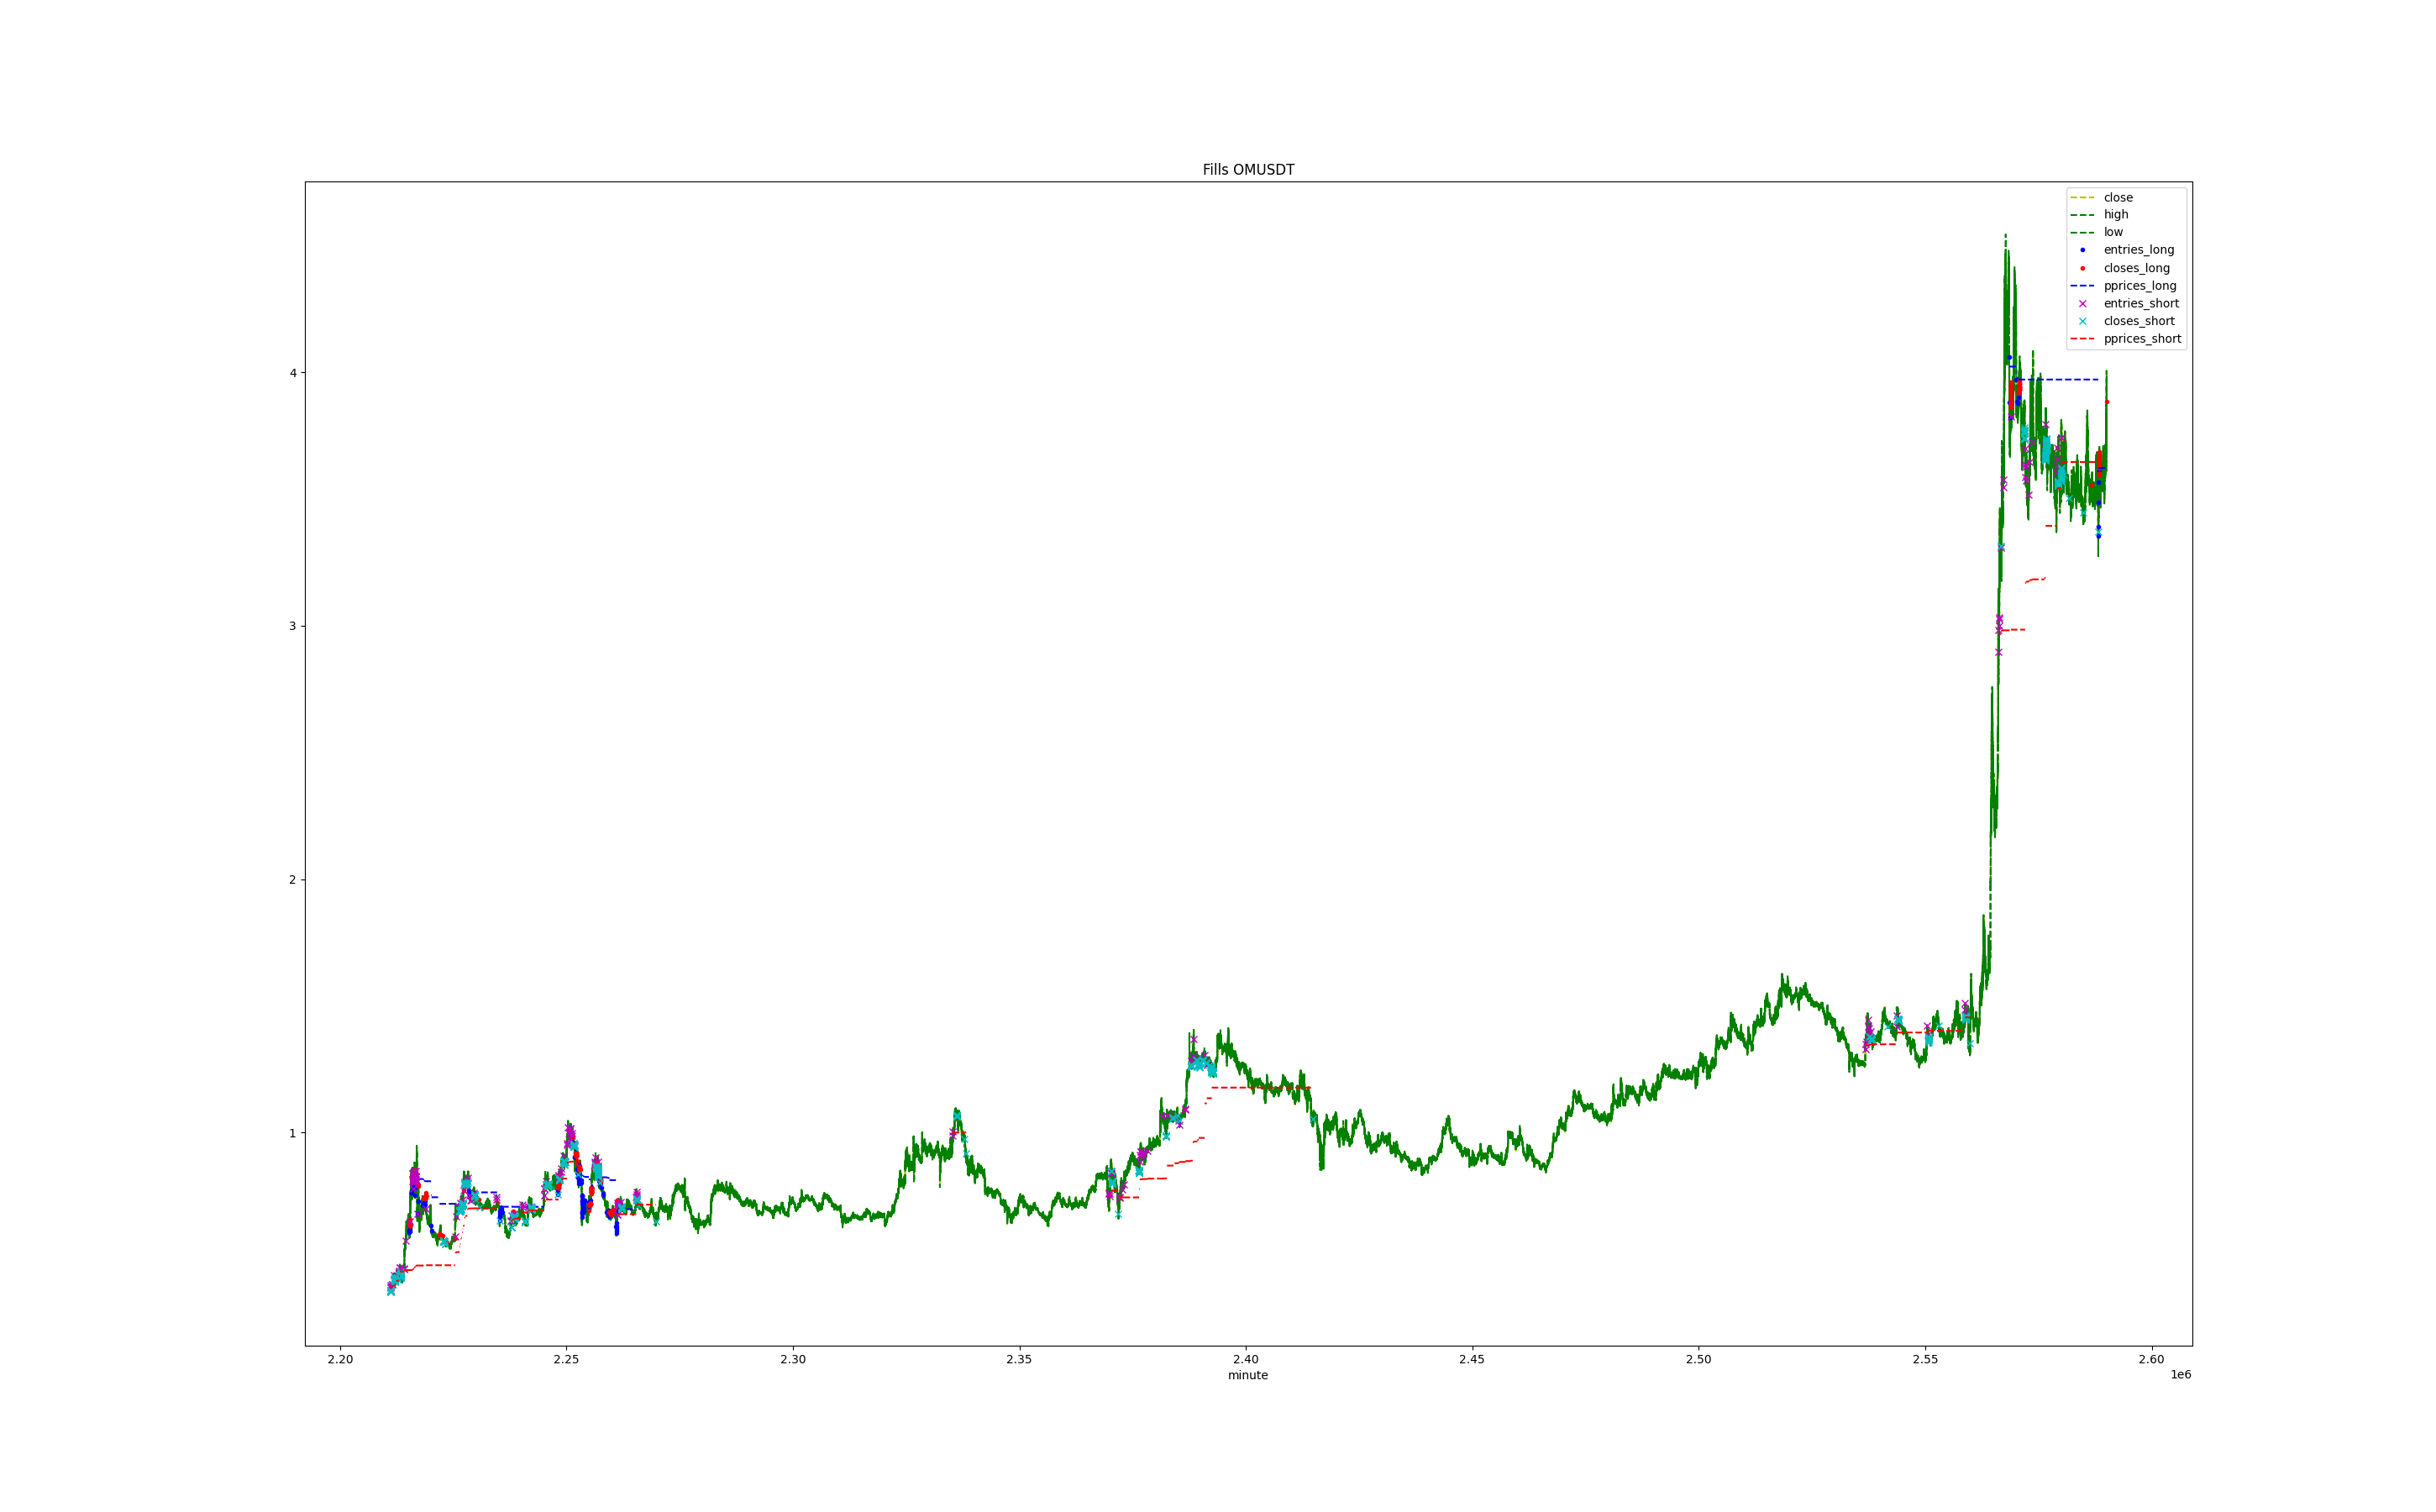 Fills OMUSDT
close
high
low
entries_long
closes_long
pprices_long
entries_short
closes_short
pprices_short
4
3
2
1
2.20 2.25 2.30 2.35 2.40 2.45 2.50 2.55 2.60
minute
1e6